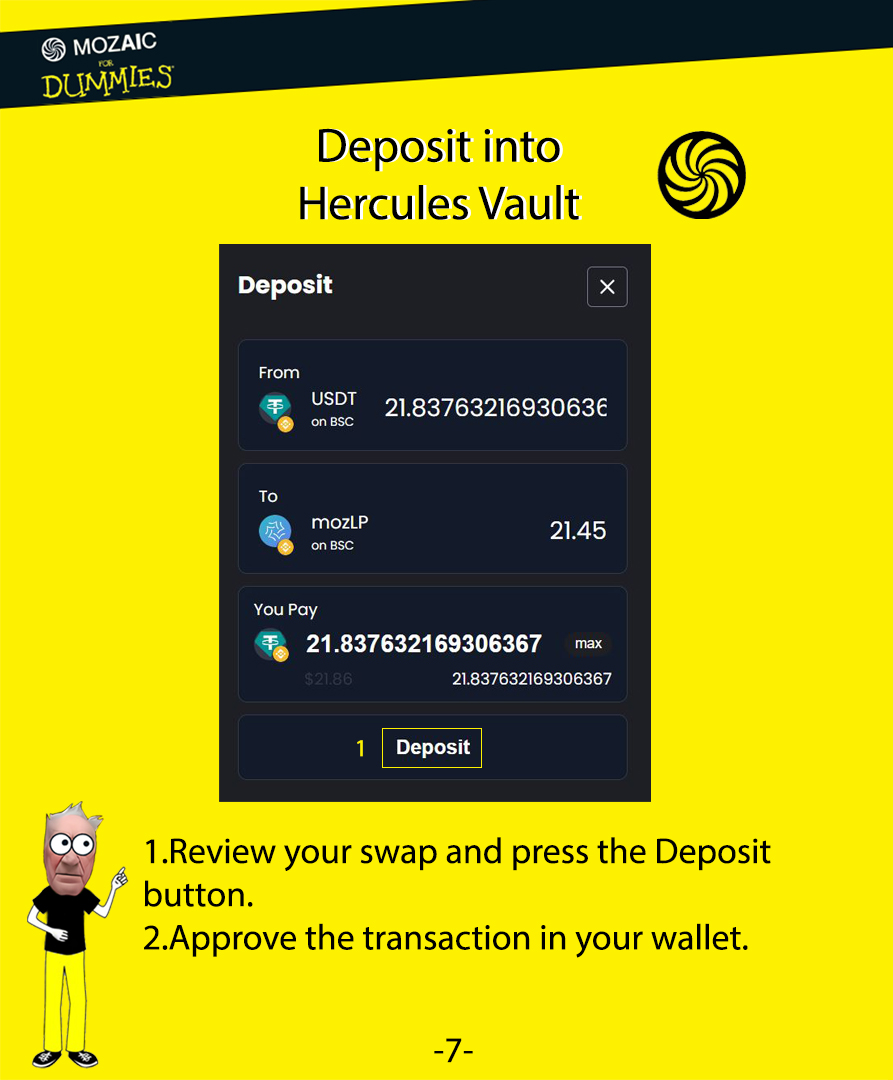 MOZAIC
FOR
DUMMIES
Deposit into
Hercules Vault
Deposit
From
USDT
21.83763216930636
on BSC
To
mozLP
21.45
on BSC
You Pay
21.837632169306367
max
$21.86
21.837632169306367
1
Deposit
1.Review your swap and press the Deposit
button.
2.Approve the transaction in your wallet.
-7-